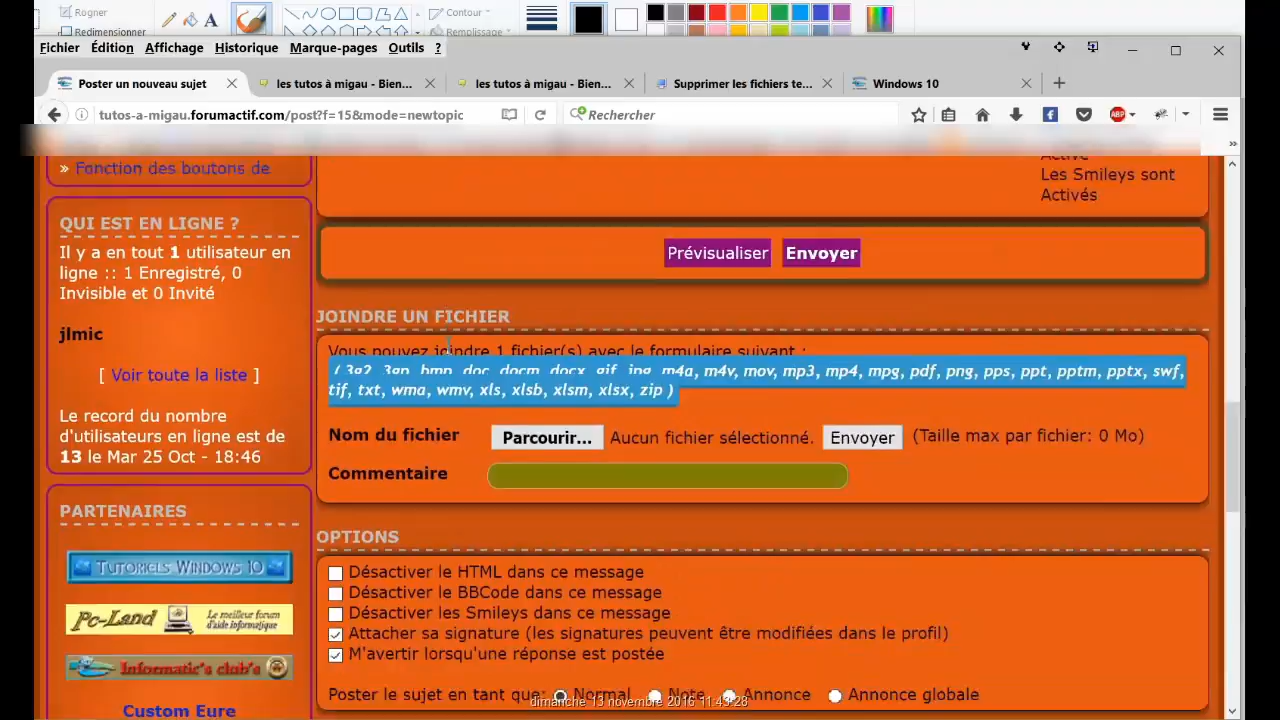 Rogner
Redimensionner
A
Contour
Remplissage
Fichier Édition Affichage Historique Marque-pages Outils ?
Poster un nouveau sujet
les tutos à migau - Bien...
les tutos à migau - Bien...
Supprimer les fichiers te...
Windows 10
tutos-a-migau.forumactif.com/post?f=15&mode=newtopic
Rechercher
ABP
» Fonction des boutons de
QUI EST EN LIGNE ?
Il y a en tout 1 utilisateur en
ligne :: 1 Enregistré, 0
Invisible et 0 Invité
jlmic
[ Voir toute la liste ]
Le record du nombre
d'utilisateurs en ligne est de
13 le Mar 25 Oct - 18:46
PARTENAIRES
Tutoriels Windows 10
Pc-Land Le meilleur forum
d'aide informatique
Informatic's club's
Custom Eure
Les Smileys sont
Activés
Prévisualiser Envoyer
JOINDRE UN FICHIER
Vous pouvez joindre 1 fichier(s) avec le formulaire suivant :
( 3g2, 3gp, bmp, doc, docm, docx, gif, jpg, m4a, m4v, mov, mp3, mp4, mpg, pdf, png, pps, ppt, pptm, pptx, swf,
tif, txt, wma, wmv, xls, xlsb, xlsm, xlsx, zip )
Nom du fichier Parcourir... Aucun fichier sélectionné. Envoyer (Taille max par fichier: 0 Mo)
Commentaire
OPTIONS
Désactiver le HTML dans ce message
Désactiver le BBCode dans ce message
Désactiver les Smileys dans ce message
Attacher sa signature (les signatures peuvent être modifiées dans le profil)
M'avertir lorsqu'une réponse est postée
Poster le sujet en tant que: Normal Note Annonce Annonce globale
dimanche 13 novembre 2016 11:43:28